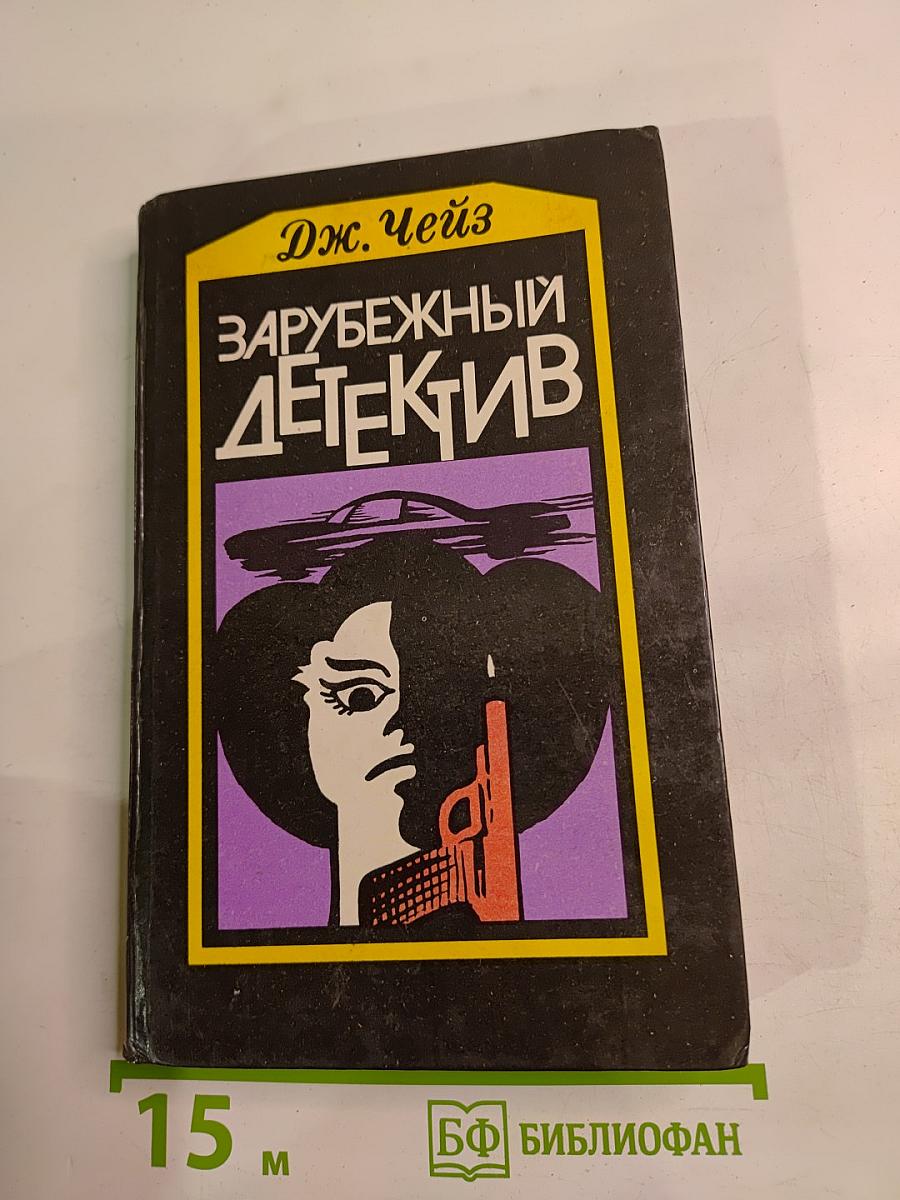 Дж. Чейз
ЗАРУБЕЖНЫЙ
ДЕТЕКТИВ
15 м
БФ БИБЛИОФАН